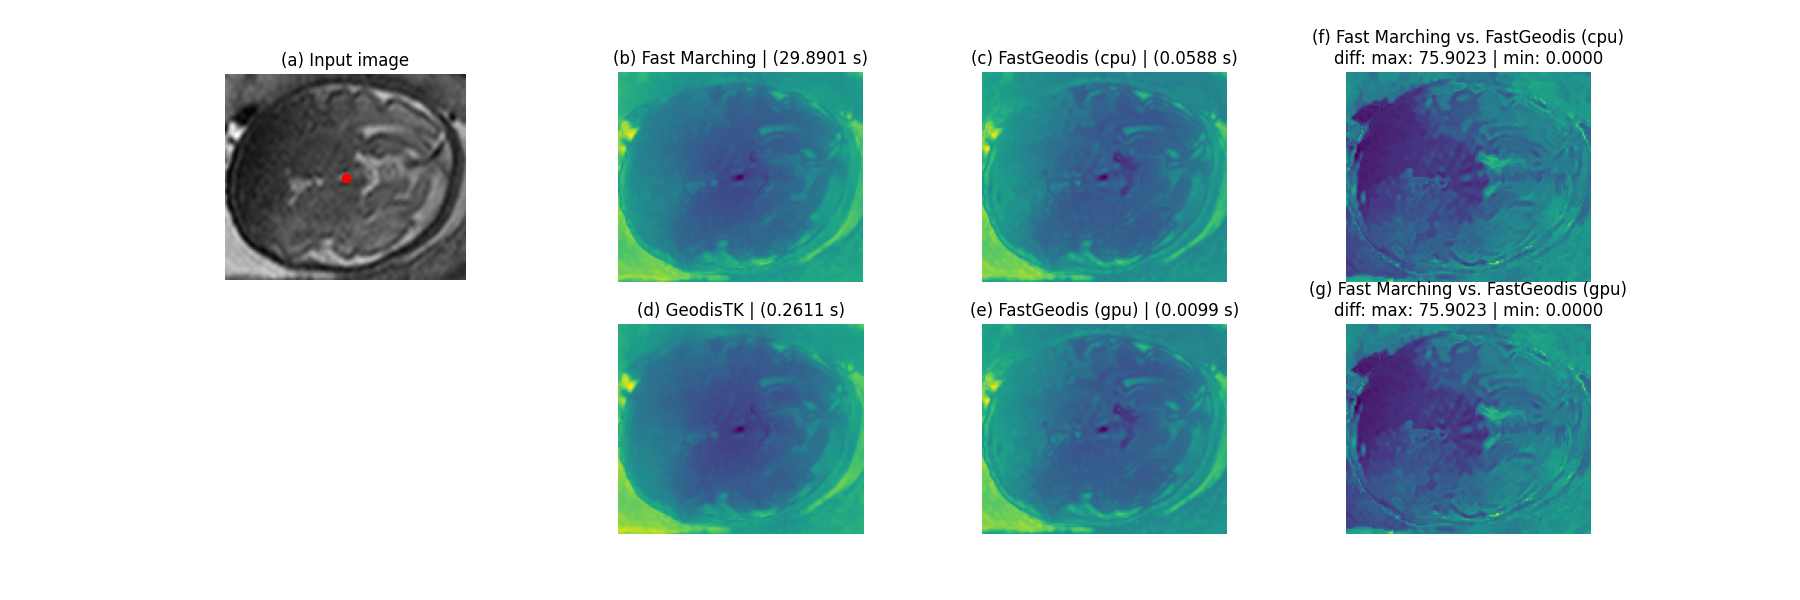 (a) Input image
(b) Fast Marching | (29.8901 s)
(c) FastGeodis (cpu) | (0.0588 s)
(f) Fast Marching vs. FastGeodis (cpu)
diff: max: 75.9023 | min: 0.0000
(d) GeodisTK | (0.2611 s)
(e) FastGeodis (gpu) | (0.0099 s)
(g) Fast Marching vs. FastGeodis (gpu)
diff: max: 75.9023 | min: 0.0000